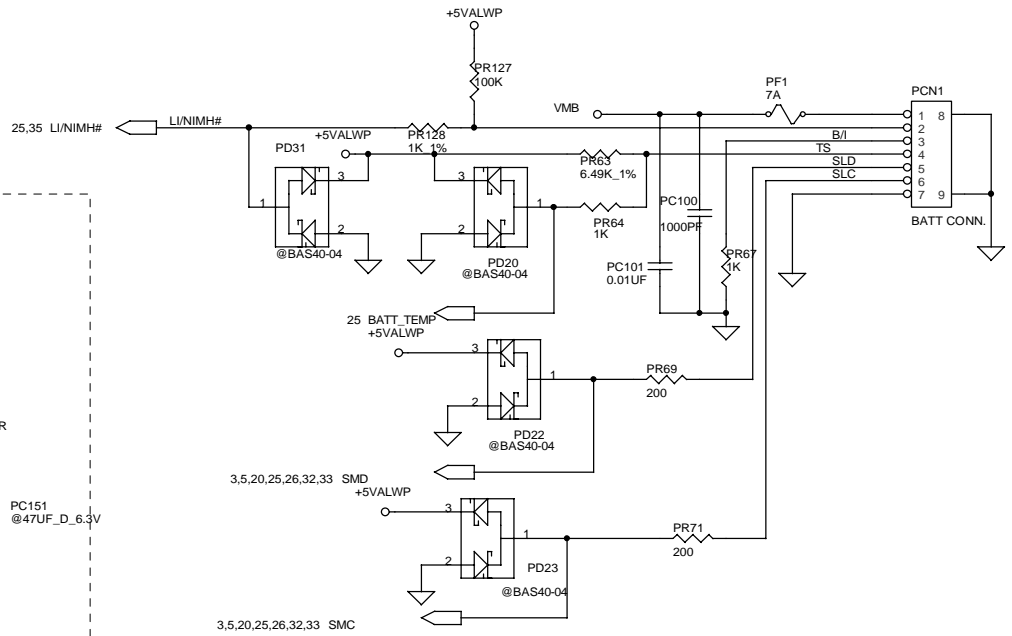 +5VALWP
PR127
100K
PF1
7A
PCN1
VMB
25,35 LI/NIMH#
LI/NIMH#
+5VALWP
PR128
1K_1%
PD31
1
3
2
@BAS40-04
3
2
1
PD20
@BAS40-04
PR63
6.49K_1%
PR64
1K
B/I
TS
SLD
SLC
1 8
2
3
4
5
6
7 9
BATT CONN.
PC100
1000PF
PC101
0.01UF
PR67
1K
25 BATT_TEMP
+5VALWP
3
2
1
PD22
@BAS40-04
PR69
200
R
3,5,20,25,26,32,33 SMD
+5VALWP
PC151
@47UF_D_6.3V
3
2
1
PD23
@BAS40-04
PR71
200
3,5,20,25,26,32,33 SMC